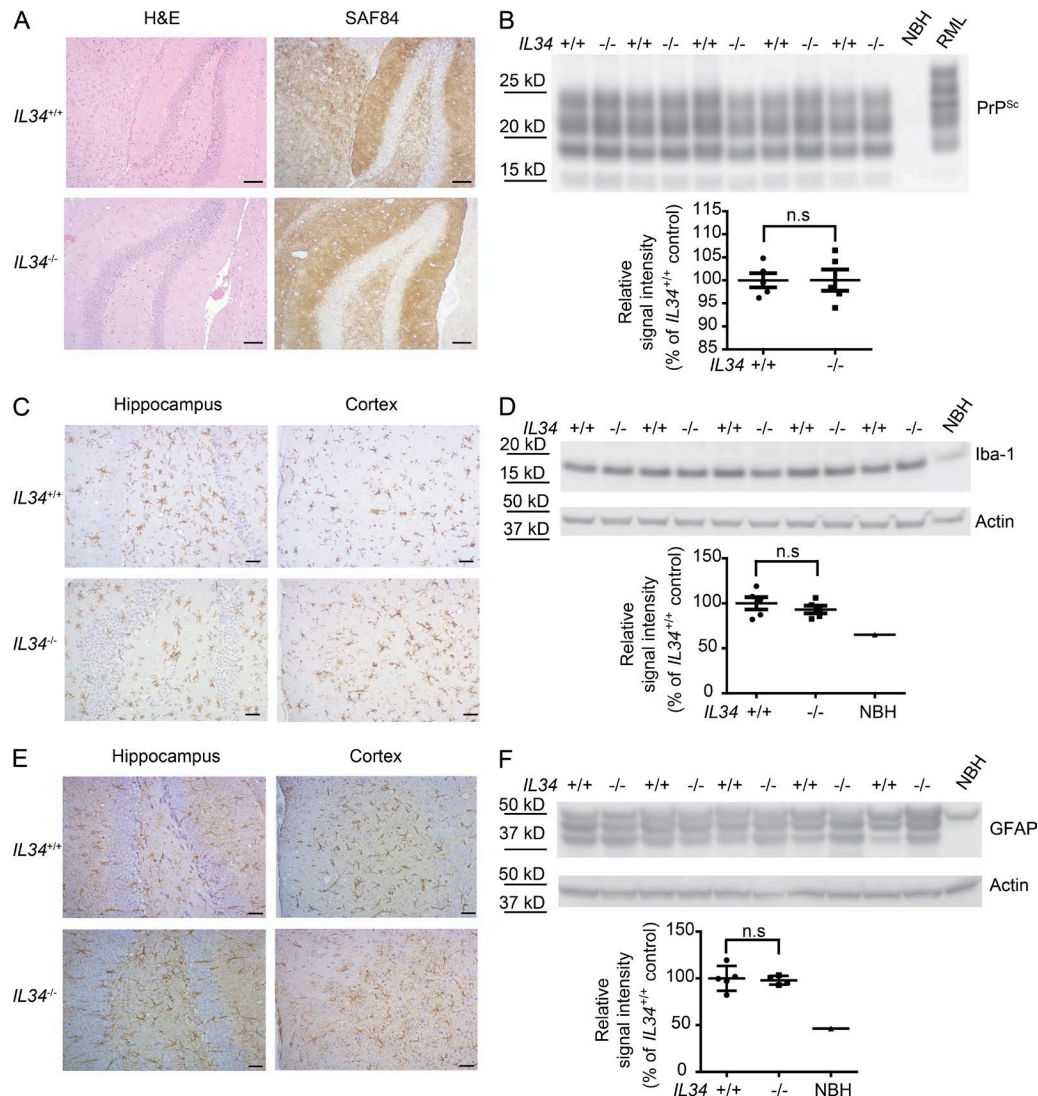 A
H&E
SAF84
IL34+/+
IL34-/-
B
IL34 +/+ -/- +/+ -/- +/+ -/- +/+ -/- +/+ -/- NBH RML
25 kD
20 kD
15 kD
PrPSc
Relative
signal intensity
(% of IL34+/+ control)
115
110
105
100
95
90
85
n.s
IL34 +/+ -/-
C
Hippocampus
Cortex
IL34+/+
IL34-/-
D
IL34 +/+ -/- +/+ -/- +/+ -/- +/+ -/- +/+ -/- NBH
20 kD
15 kD
Iba-1
50 kD
37 kD
Actin
Relative
signal intensity
(% of IL34+/+ control)
150
100
50
0
n.s
IL34 +/+ -/- NBH
E
Hippocampus
Cortex
IL34+/+
IL34-/-
F
IL34 +/+ -/- +/+ -/- +/+ -/- +/+ -/- +/+ -/- NBH
50 kD
37 kD
GFAP
50 kD
37 kD
Actin
Relative
signal intensity
(% of IL34+/+ control)
150
100
50
0
n.s
IL34 +/+ -/- NBH